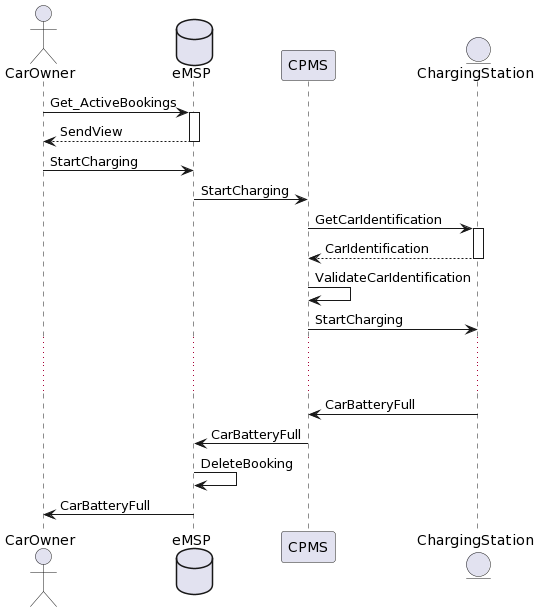 CarOwner
eMSP
CPMS
ChargingStation
Get_ActiveBookings
SendView
StartCharging
StartCharging
GetCarIdentification
CarIdentification
ValidateCarIdentification
StartCharging
CarBatteryFull
CarBatteryFull
DeleteBooking
CarBatteryFull
CarOwner
eMSP
CPMS
ChargingStation